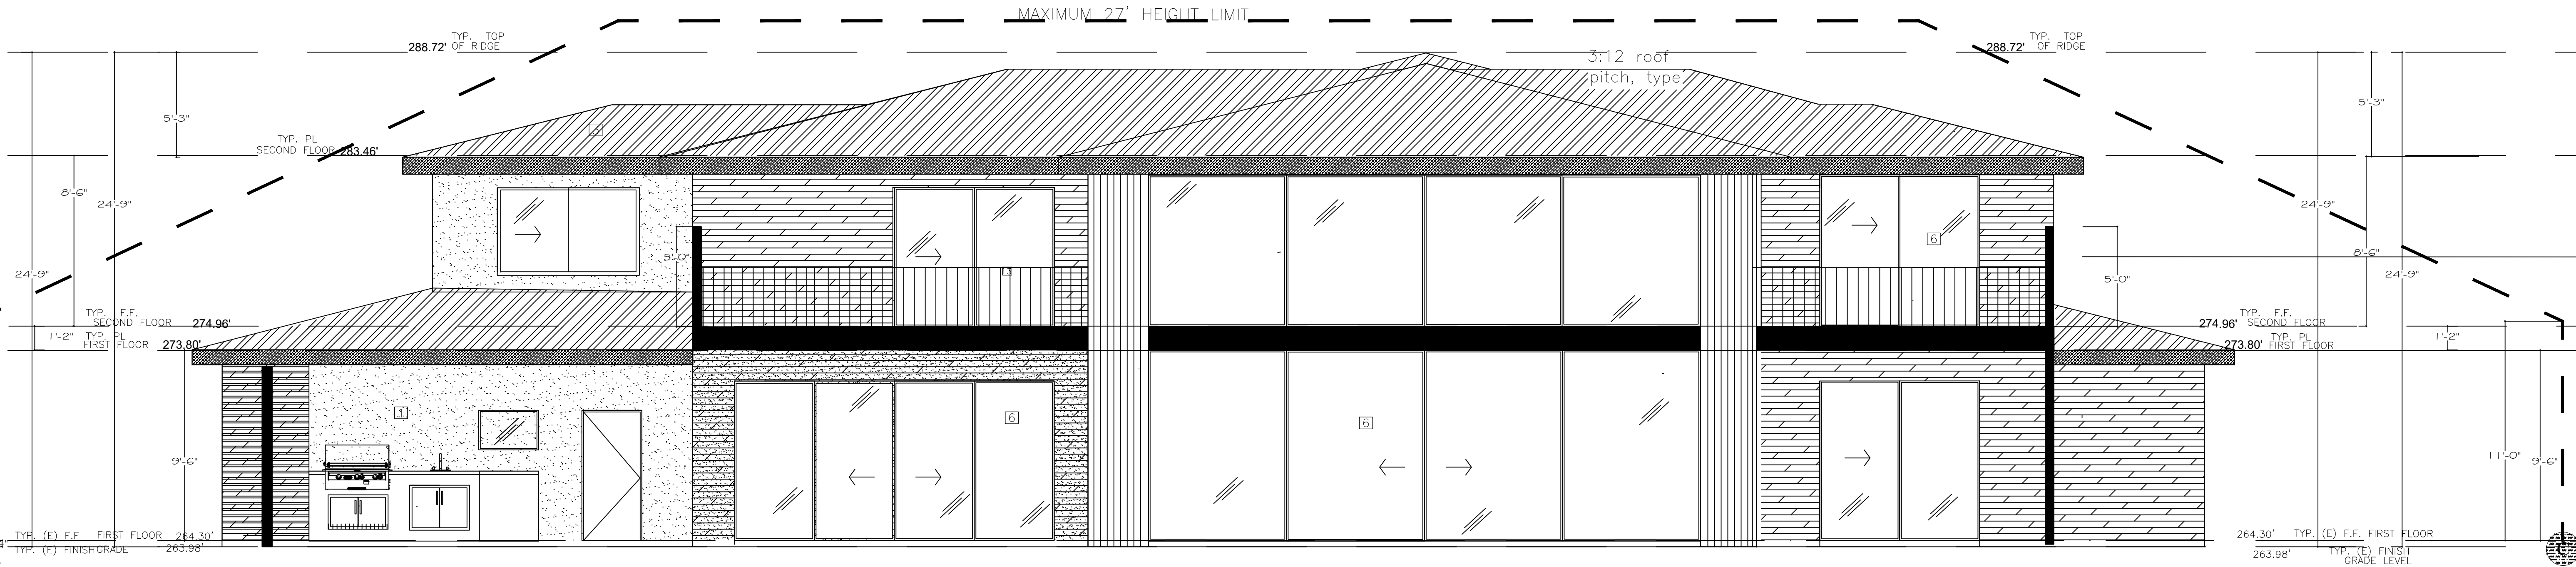 MAXIMUM 27' HEIGHT LIMIT
TYP. TOP
288.72' OF RIDGE
TYP. TOP
288.72' OF RIDGE
3:12 roof
pitch, type
5'-3"
5'-3"
3
TYP. PL
SECOND FLOOR 283.46'
8'-6"
24'-9"
24'-9"
24'-9"
8'-6"
24'-9"
5'-0"
5'-0"
3
6
TYP. F.F.
SECOND FLOOR 274.96'
1'-2" TYP. PL
FIRST FLOOR 273.80'
TYP. F.F.
274.96' SECOND FLOOR
TYP. PL
273.80' FIRST FLOOR
1'-2"
1
6
6
9'-6"
11'-0"
9'-6"
TYP. (E) F.F FIRST FLOOR 264.30'
TYP. (E) FINISH GRADE 263.98'
264.30' TYP. (E) F.F. FIRST FLOOR
263.98' TYP. (E) FINISH
GRADE LEVEL